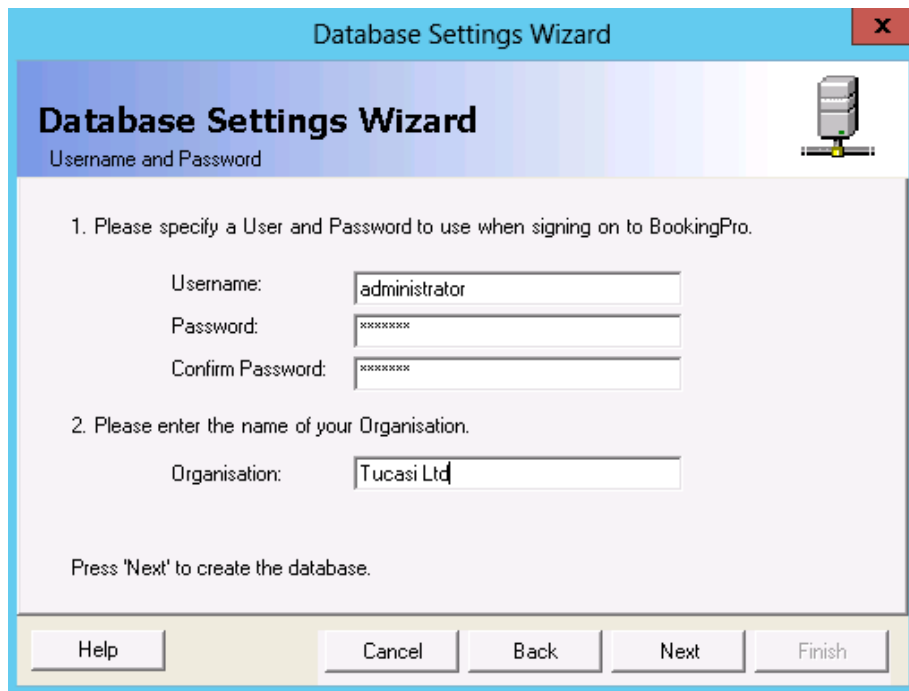 Database Settings Wizard
x
Database Settings Wizard
Username and Password
1. Please specify a User and Password to use when signing on to BookingPro.
Username: administrator
Password: *******
Confirm Password: *******
2. Please enter the name of your Organisation.
Organisation: Tucasi Ltd
Press 'Next' to create the database.
Help Cancel Back Next Finish